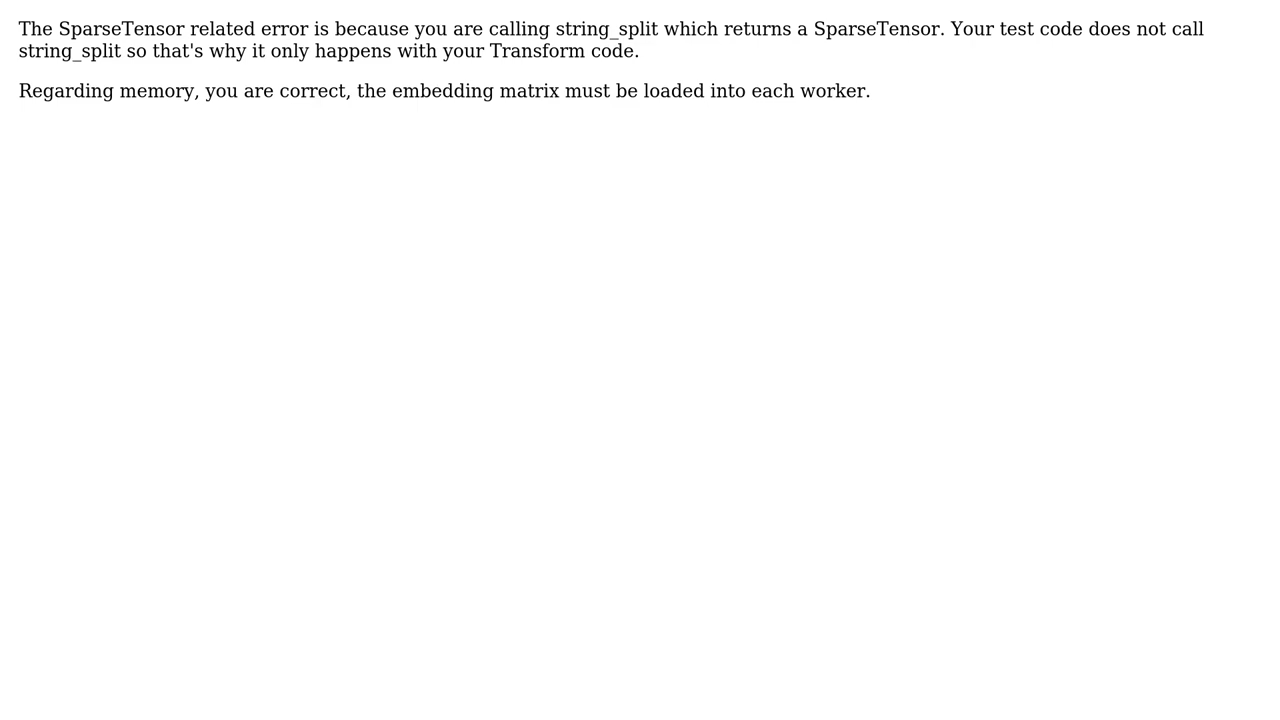 The SparseTensor related error is because you are calling string_split which returns a SparseTensor. Your test code does not call
string_split so that's why it only happens with your Transform code.
Regarding memory, you are correct, the embedding matrix must be loaded into each worker.